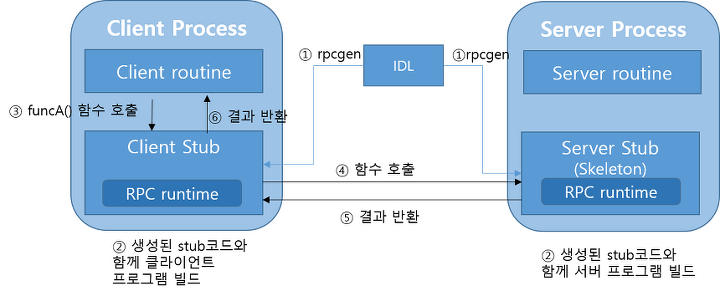 Client Process
Server Process
① rpcgen
IDL
①rpcgen
Client routine
Server routine
③ funcA() 함수 호출
⑥ 결과 반환
Client Stub
RPC runtime
Server Stub
(Skeleton)
RPC runtime
④ 함수 호출
⑤ 결과 반환
② 생성된 stub코드와
함께 클라이언트
프로그램 빌드
② 생성된 stub코드와
함께 서버 프로그램 빌드